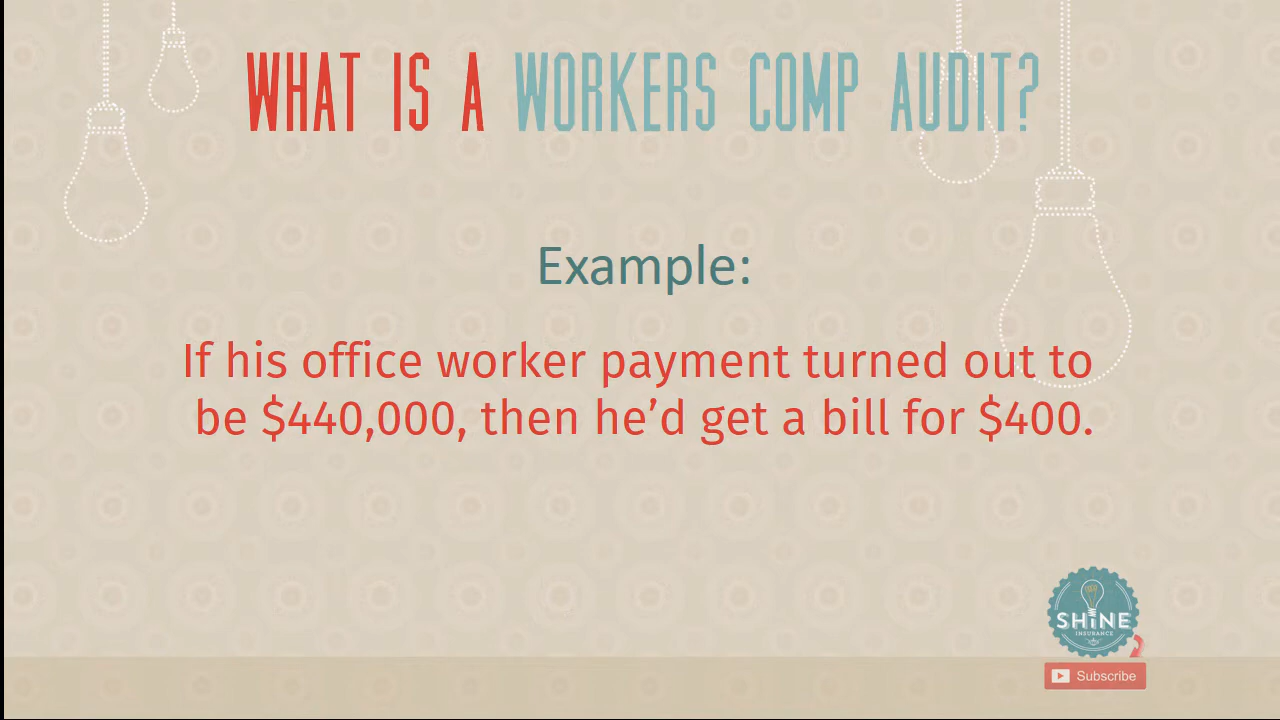 WHAT IS A WORKERS COMP AUDIT?
Example:
If his office worker payment turned out to
be $440,000, then he’d get a bill for $400.
SHINE
INSURANCE
Subscribe